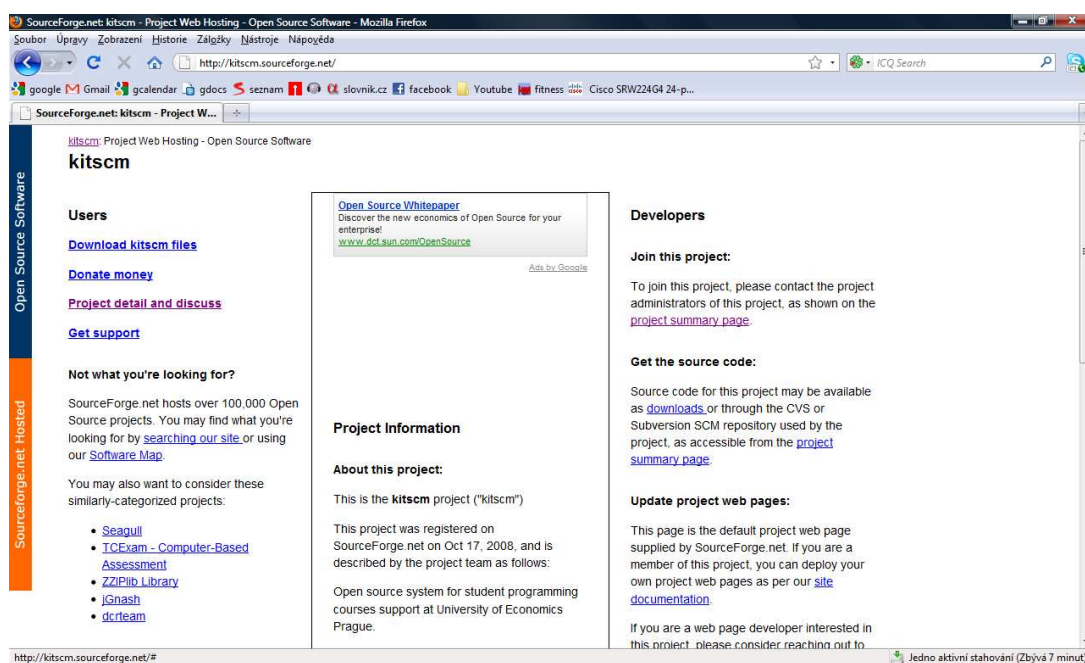 SourceForge.net: kitscm - Project Web Hosting - Open Source Software - Mozilla Firefox
Soubor Úpravy Zobrazení Historie Záložky Nástroje Nápověda
http://kitscm.sourceforge.net/
ICQ Search
google Gmail gcalendar gdocs seznam slovnik.cz facebook Youtube fitness Cisco SRW224G4 24-p...
SourceForge.net: kitscm - Project W...
Open Source Software
Sourceforge.net Hosted
kitscm: Project Web Hosting - Open Source Software
kitscm
Users
Download kitscm files
Donate money
Project detail and discuss
Get support
Not what you're looking for?
SourceForge.net hosts over 100,000 Open
Source projects. You may find what you're
looking for by searching our site or using
our Software Map.
You may also want to consider these
similarly-categorized projects:
Seagull
TCExam - Computer-Based
Assessment
ZZIPlib Library
jGnash
dcrteam
Open Source Whitepaper
Discover the new economics of Open Source for your
enterprise!
www.dct.sun.com/OpenSource
Ads by Google
Project Information
About this project:
This is the kitscm project ("kitscm")
This project was registered on
SourceForge.net on Oct 17, 2008, and is
described by the project team as follows:
Open source system for student programming
courses support at University of Economics
Prague.
Developers
Join this project:
To join this project, please contact the project
administrators of this project, as shown on the
project summary page.
Get the source code:
Source code for this project may be available
as downloads or through the CVS or
Subversion SCM repository used by the
project, as accessible from the project
summary page.
Update project web pages:
This page is the default project web page
supplied by SourceForge.net. If you are a
member of this project, you can deploy your
own project web pages as per our site
documentation.
If you are a web page developer interested in
this project, please consider reaching out to
http://kitscm.sourceforge.net/#
Jedno aktivní stahování (Zbývá 7 minut